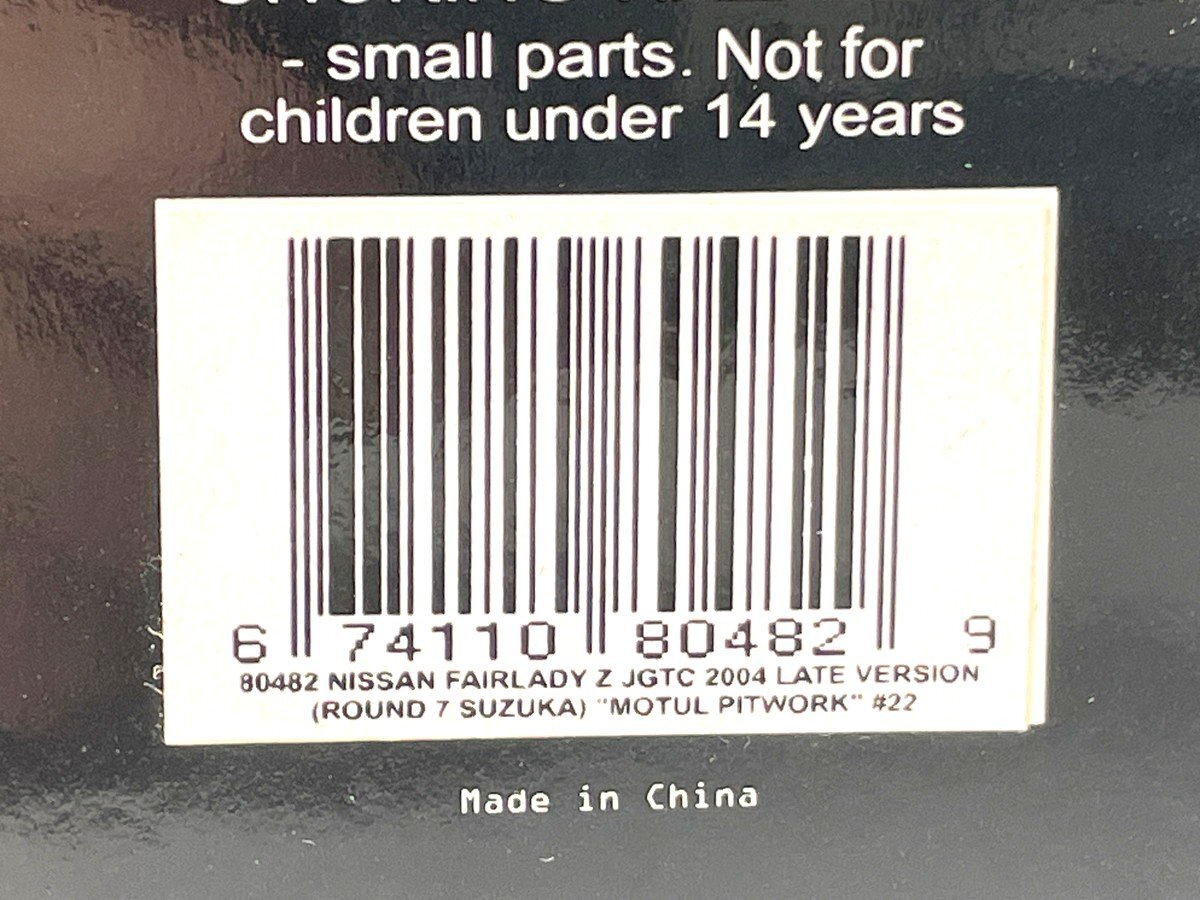 - small parts. Not for
children under 14 years
6 74110 80482 9
80482 NISSAN FAIRLADY Z JGTC 2004 LATE VERSION
(ROUND 7 SUZUKA) "MOTUL PITWORK" #22
Made in China